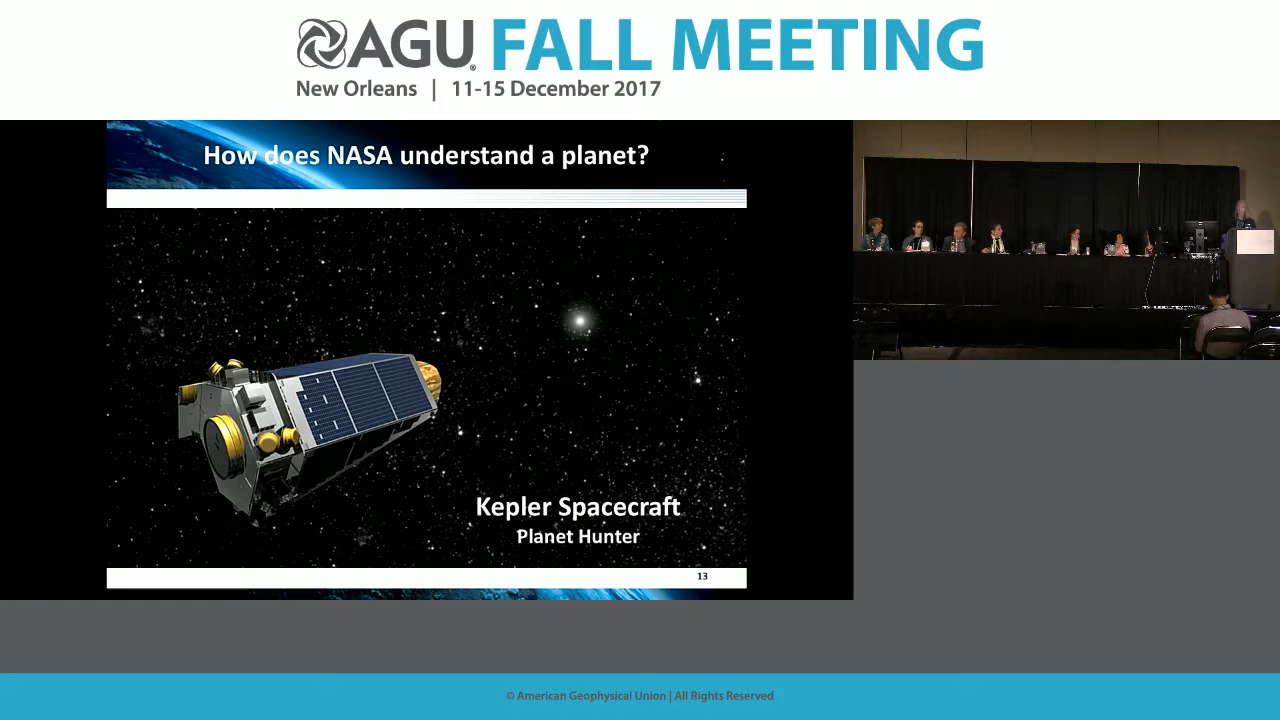 AGU FALL MEETING
New Orleans | 11-15 December 2017
How does NASA understand a planet?
Kepler Spacecraft
Planet Hunter
13
© American Geophysical Union | All Rights Reserved